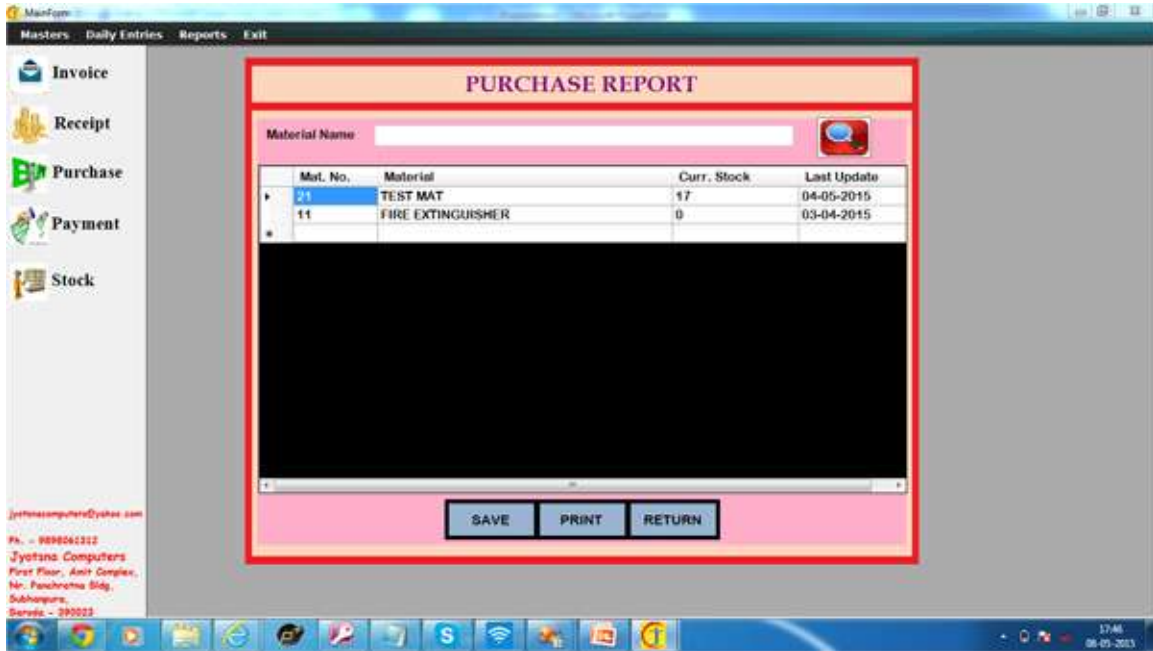 MainForm
Masters Daily Entries Reports Exit
Invoice
Receipt
Purchase
Payment
Stock
PURCHASE REPORT
Material Name
Mat. No. Material Curr. Stock Last Update
21 TEST MAT 17 04-05-2015
11 FIRE EXTINGUISHER 0 03-04-2015
SAVE PRINT RETURN
jyotsnacomputers@yahoo.com
Ph. - 9898061312
Jyotsna Computers
First Floor, Amit Complex,
Nr. Panchratna Bldg,
Subhanpura,
Baroda - 390023
17:46
06-05-2015